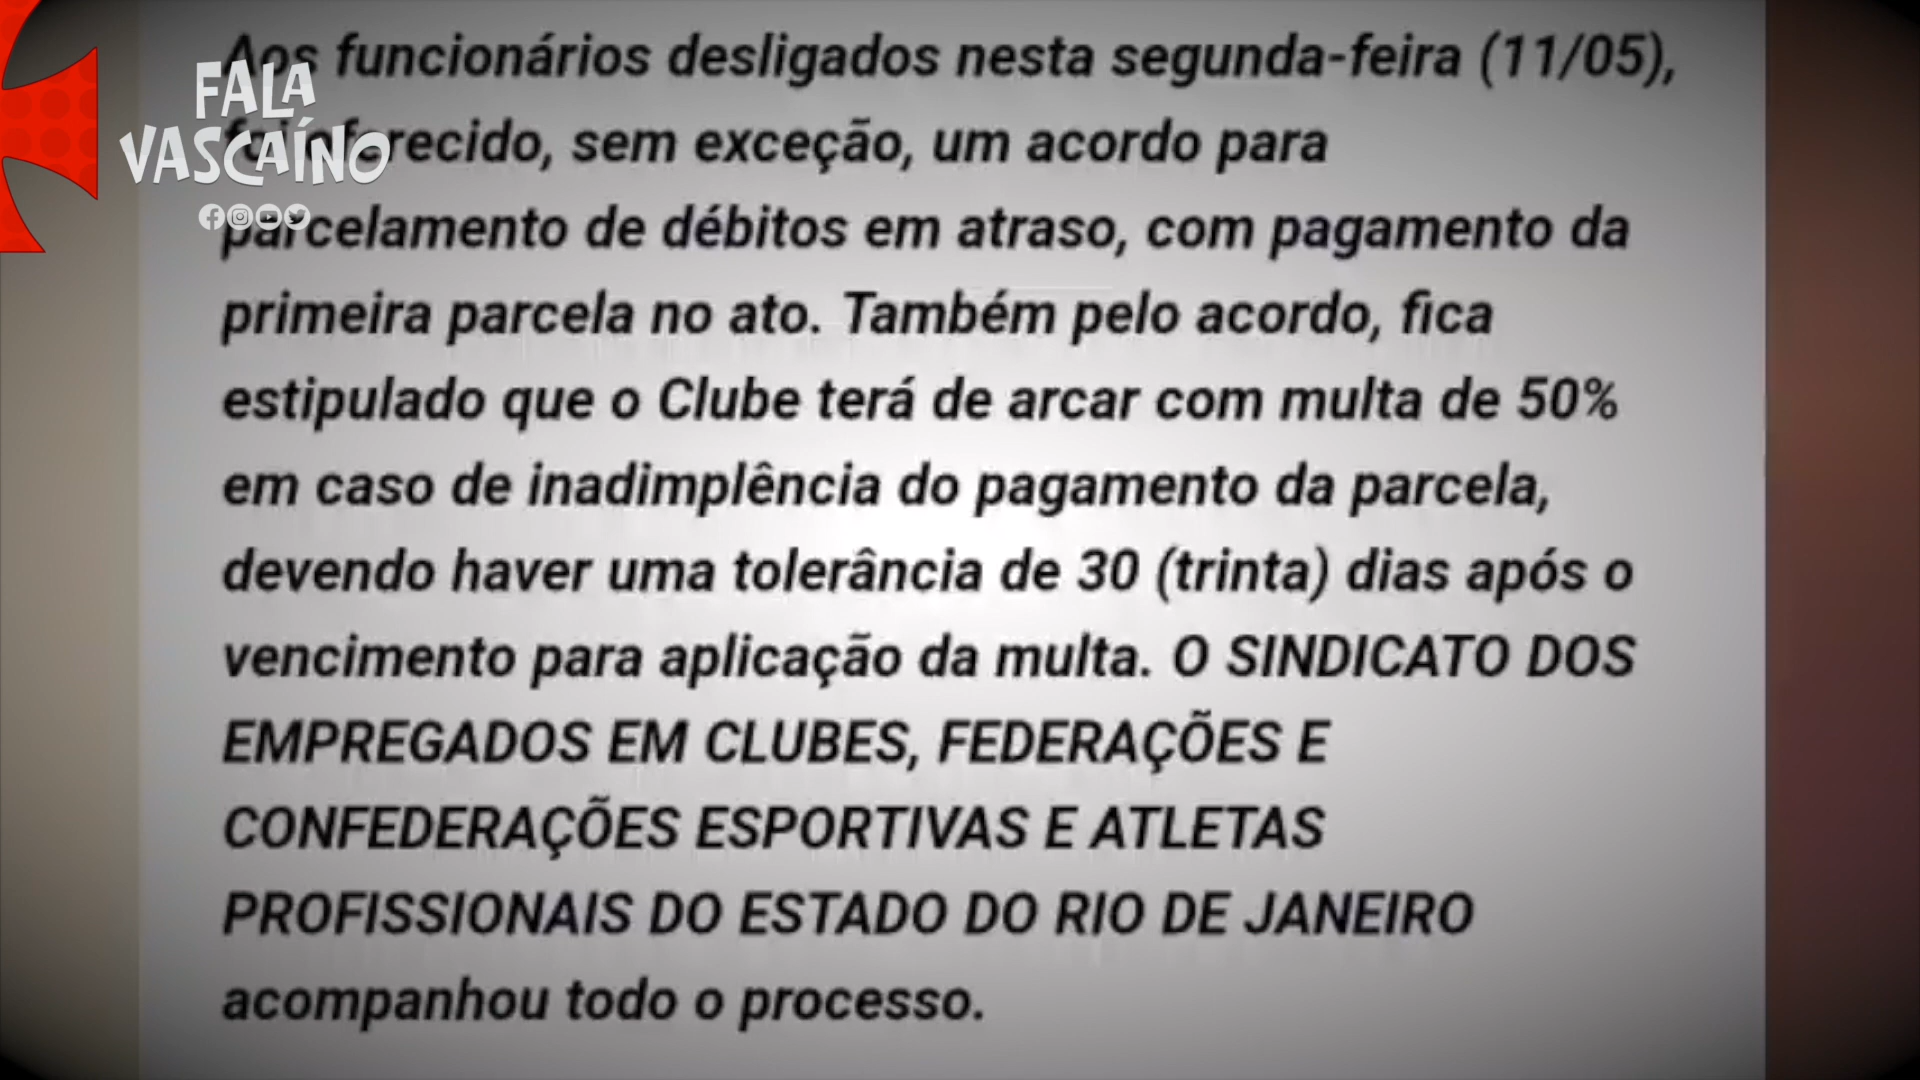 FALA
VASCAÍNO
Aos funcionários desligados nesta segunda-feira (11/05),
foi oferecido, sem exceção, um acordo para
parcelamento de débitos em atraso, com pagamento da
primeira parcela no ato. Também pelo acordo, fica
estipulado que o Clube terá de arcar com multa de 50%
em caso de inadimplência do pagamento da parcela,
devendo haver uma tolerância de 30 (trinta) dias após o
vencimento para aplicação da multa. O SINDICATO DOS
EMPREGADOS EM CLUBES, FEDERAÇÕES E
CONFEDERAÇÕES ESPORTIVAS E ATLETAS
PROFISSIONAIS DO ESTADO DO RIO DE JANEIRO
acompanhou todo o processo.